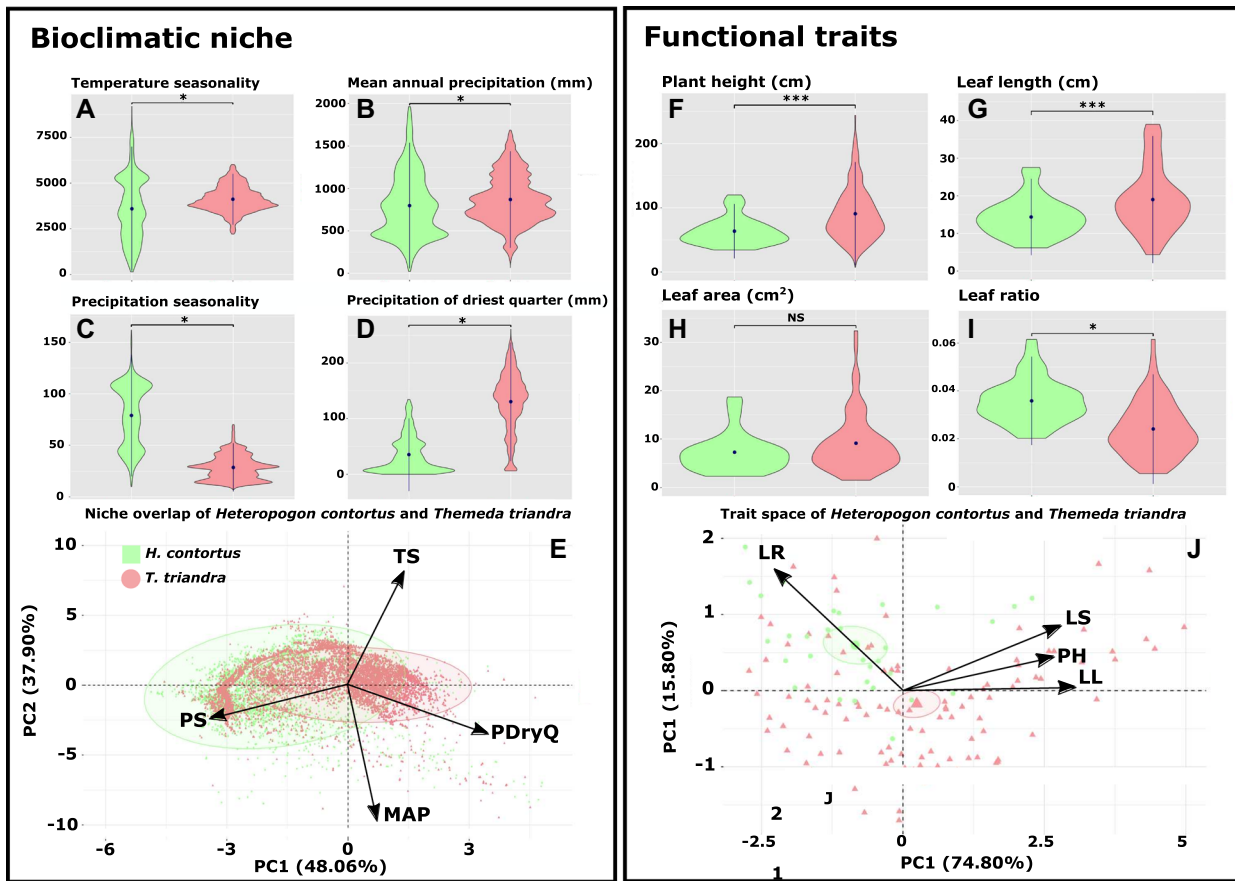 Bioclimatic niche
Temperature seasonality
A
*
7500
5000
2500
0
Mean annual precipitation (mm)
B
*
2000
1500
1000
500
0
Precipitation seasonality
C
*
150
100
50
0
Precipitation of driest quarter (mm)
D
*
200
100
0
Niche overlap of Heteropogon contortus and Themeda triandra
E
H. contortus
T. triandra
TS
PS
PDryQ
MAP
10
5
0
-5
-10
PC2 (37.90%)
-6
-3
0
3
PC1 (48.06%)
Functional traits
Plant height (cm)
F
***
200
100
0
Leaf length (cm)
G
***
40
30
20
10
0
Leaf area (cm2)
H
NS
30
20
10
0
Leaf ratio
I
*
0.06
0.04
0.02
0
Trait space of Heteropogon contortus and Themeda triandra
J
LR
LS
PH
LL
2
1
0
-1
PC1 (15.80%)
J
2
-2.5
0
2.5
5
PC1 (74.80%)
1